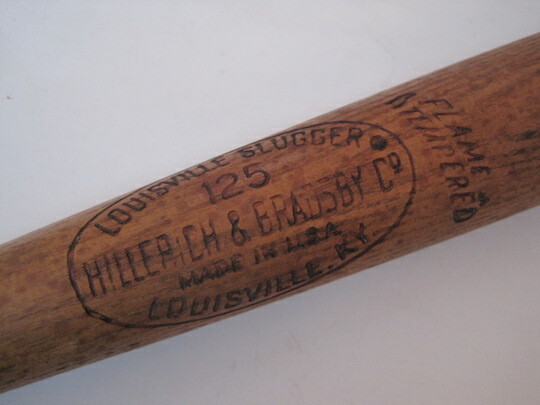 LOUISVILLE SLUGGER
125
HILLERICH & BRADSBY Cº
MADE IN U.S.A.
LOUISVILLE, KY.
FLAME
TEMPERED